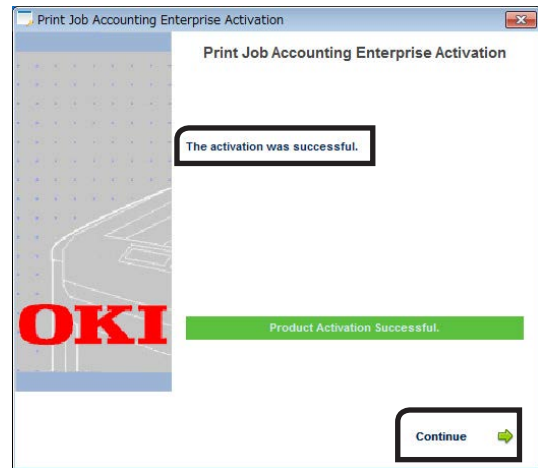 Print Job Accounting Enterprise Activation
Print Job Accounting Enterprise Activation
The activation was successful.
OKI
Product Activation Successful.
Continue